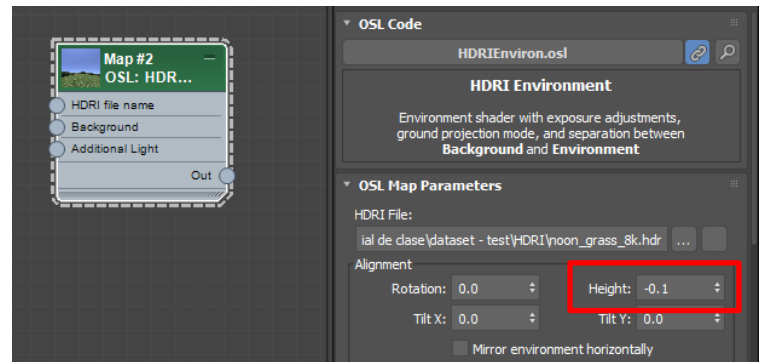 Map #2
OSL: HDR...
HDRI file name
Background
Additional Light
Out
OSL Code
HDRIEnviron.osl
HDRI Environment
Environment shader with exposure adjustments,
ground projection mode, and separation between
Background and Environment
OSL Map Parameters
HDRI File:
ial de clase\dataset - test\HDRI\noon_grass_8k.hdr ...
Alignment
Rotation: 0.0 Height: -0.1
Tilt X: 0.0 Tilt Y: 0.0
Mirror environment horizontally